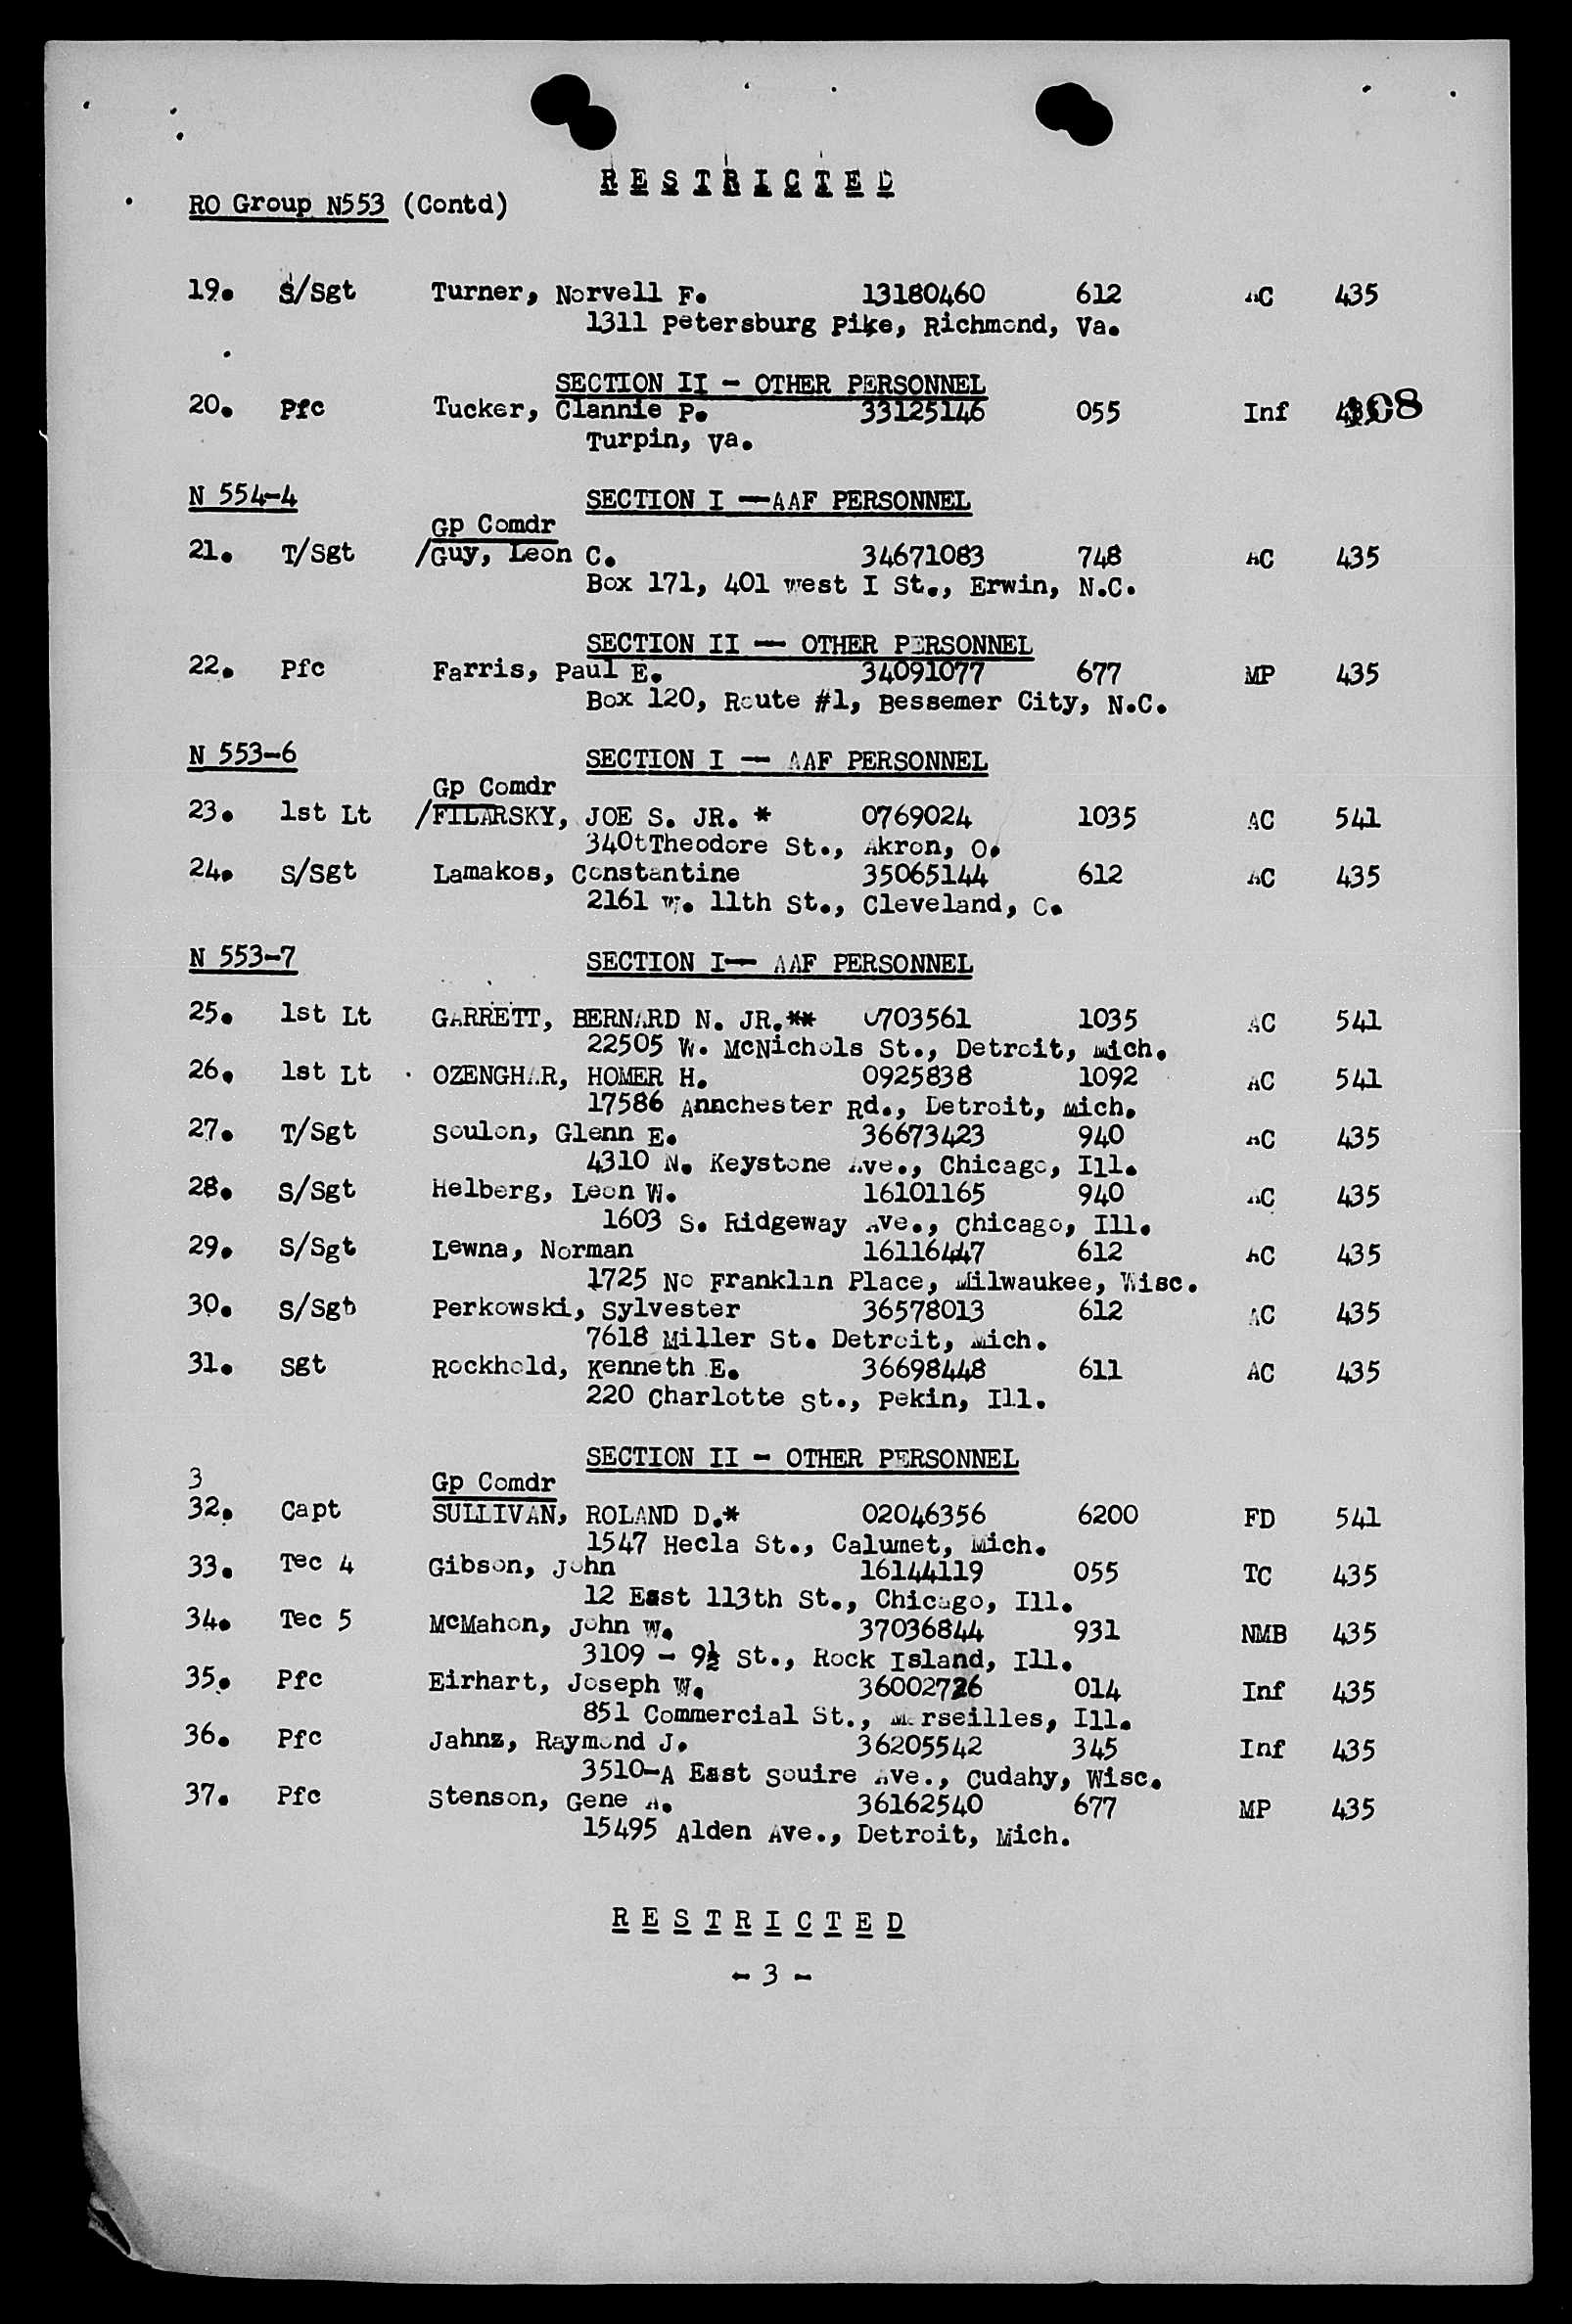 RESTRICTED
RO Group N553 (Contd)
19. S/Sgt Turner, Norvell F. 13180460 612 AC 435
1311 Petersburg Pike, Richmond, Va.
SECTION II - OTHER PERSONNEL
20. Pfc Tucker, Clannie P. 33125146 055 Inf 408
Turpin, Va.
N 554-4 SECTION I - AAF PERSONNEL
Gp Comdr
21. T/Sgt /Guy, Leon C. 34671083 748 AC 435
Box 171, 401 West I St., Erwin, N.C.
SECTION II - OTHER PERSONNEL
22. Pfc Farris, Paul E. 34091077 677 MP 435
Box 120, Route #1, Bessemer City, N.C.
N 553-6 SECTION I - AAF PERSONNEL
Gp Comdr
23. 1st Lt /FILARSKY, JOE S. JR. * 0769024 1035 AC 541
340tTheodore St., Akron, O.
24. S/Sgt Lamakos, Constantine 35065144 612 AC 435
2161 W. 11th St., Cleveland, O.
N 553-7 SECTION I- AAF PERSONNEL
25. 1st Lt GARRETT, BERNARD N. JR.** 0703561 1035 AC 541
22505 W. McNichols St., Detroit, Mich.
26. 1st Lt OZENGHAR, HOMER H. 0925838 1092 AC 541
17586 Annchester Rd., Detroit, Mich.
27. T/Sgt Soulon, Glenn E. 36673423 940 AC 435
4310 N. Keystone Ave., Chicago, Ill.
28. S/Sgt Helberg, Leon W. 16101165 940 AC 435
1603 S. Ridgeway Ave., Chicago, Ill.
29. S/Sgt Lewna, Norman 16116447 612 AC 435
1725 No Franklin Place, Milwaukee, Wisc.
30. S/Sgt Perkowski, Sylvester 36578013 612 AC 435
7618 Miller St. Detroit, Mich.
31. Sgt Rockhold, Kenneth E. 36698448 611 AC 435
220 Charlotte St., Pekin, Ill.
SECTION II - OTHER PERSONNEL
3 Gp Comdr
32. Capt SULLIVAN, ROLAND D.* 02046356 6200 FD 541
1547 Hecla St., Calumet, Mich.
33. Tec 4 Gibson, John 16144119 055 TC 435
12 East 113th St., Chicago, Ill.
34. Tec 5 McMahon, John W. 37036844 931 NMB 435
3109 - 9½ St., Rock Island, Ill.
35. Pfc Eirhart, Joseph W. 36002726 014 Inf 435
851 Commercial St., Marseilles, Ill.
36. Pfc Jahnz, Raymond J. 36205542 345 Inf 435
3510-A East Souire Ave., Cudahy, Wisc.
37. Pfc Stenson, Gene A. 36162540 677 MP 435
15495 Alden Ave., Detroit, Mich.
RESTRICTED
- 3 -